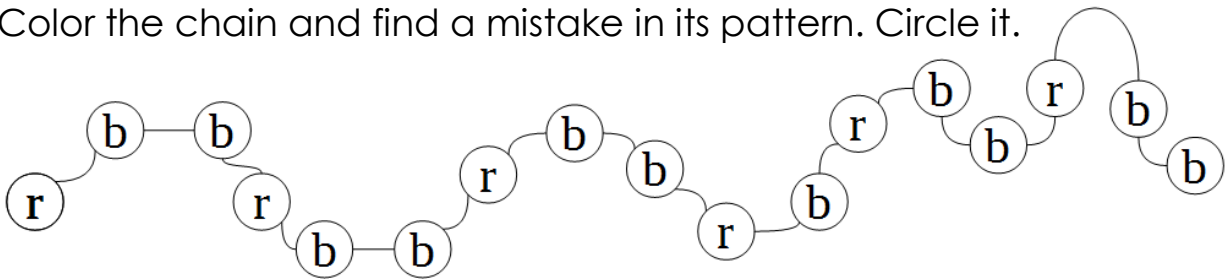 Color the chain and find a mistake in its pattern. Circle it.
r b b r b b r b b r b r b b r b b